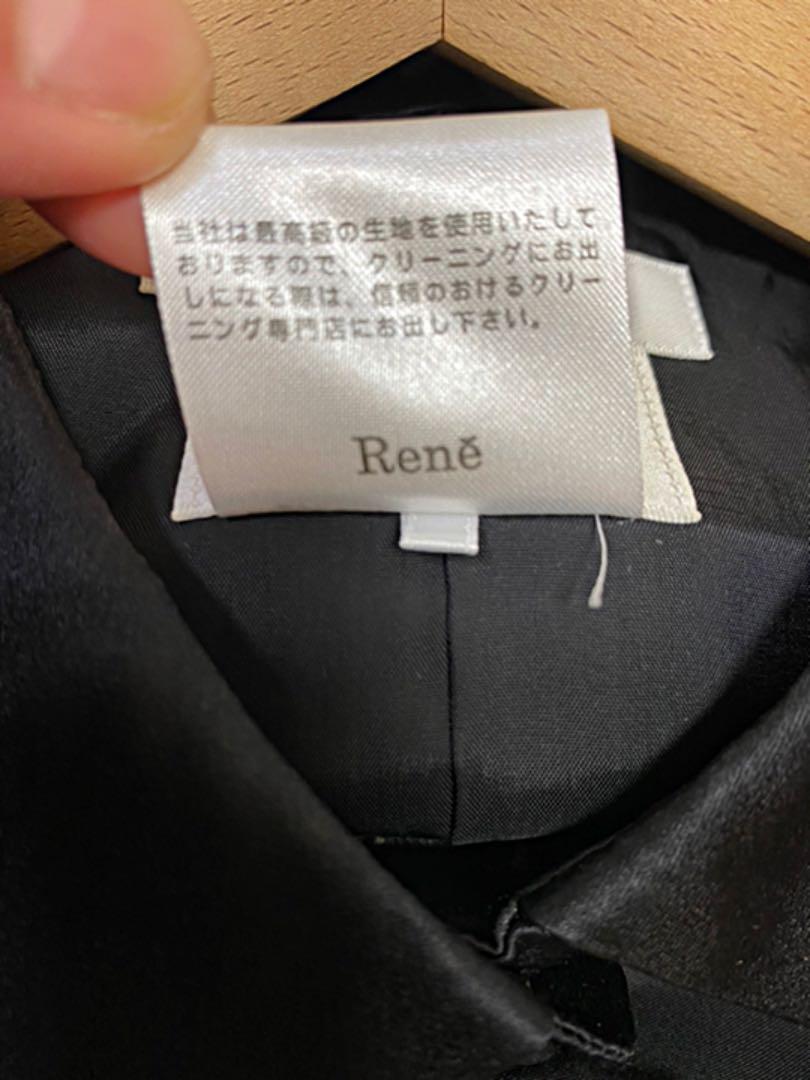 当社は最高級の生地を使用いたして
おりますので、クリーニングにお出
しになる際は、信頼のおけるクリー
ニング専門店にお出し下さい。
René